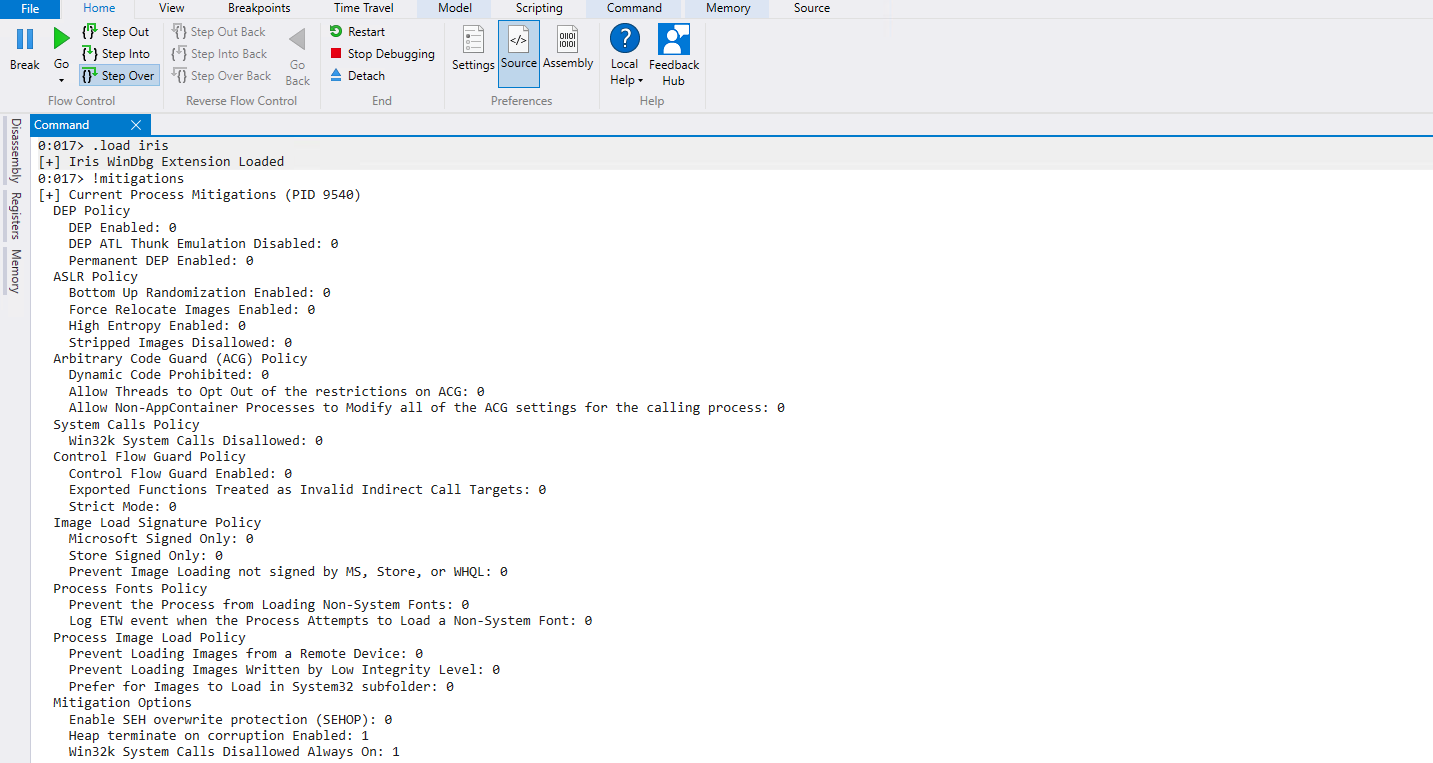 File Home View Breakpoints Time Travel Model Scripting Command Memory Source
Break
Go
Step Out
Step Into
Step Over
Flow Control
Step Out Back
Step Into Back
Step Over Back
Go Back
Reverse Flow Control
Restart
Stop Debugging
Detach
End
Settings
Source
Assembly
Preferences
Local Help
Feedback Hub
Help
Disassembly
Registers
Memory
Command
0:017> .load iris
[+] Iris WinDbg Extension Loaded
0:017> !mitigations
[+] Current Process Mitigations (PID 9540)
DEP Policy
DEP Enabled: 0
DEP ATL Thunk Emulation Disabled: 0
Permanent DEP Enabled: 0
ASLR Policy
Bottom Up Randomization Enabled: 0
Force Relocate Images Enabled: 0
High Entropy Enabled: 0
Stripped Images Disallowed: 0
Arbitrary Code Guard (ACG) Policy
Dynamic Code Prohibited: 0
Allow Threads to Opt Out of the restrictions on ACG: 0
Allow Non-AppContainer Processes to Modify all of the ACG settings for the calling process: 0
System Calls Policy
Win32k System Calls Disallowed: 0
Control Flow Guard Policy
Control Flow Guard Enabled: 0
Exported Functions Treated as Invalid Indirect Call Targets: 0
Strict Mode: 0
Image Load Signature Policy
Microsoft Signed Only: 0
Store Signed Only: 0
Prevent Image Loading not signed by MS, Store, or WHQL: 0
Process Fonts Policy
Prevent the Process from Loading Non-System Fonts: 0
Log ETW event when the Process Attempts to Load a Non-System Font: 0
Process Image Load Policy
Prevent Loading Images from a Remote Device: 0
Prevent Loading Images Written by Low Integrity Level: 0
Prefer for Images to Load in System32 subfolder: 0
Mitigation Options
Enable SEH overwrite protection (SEHOP): 0
Heap terminate on corruption Enabled: 1
Win32k System Calls Disallowed Always On: 1